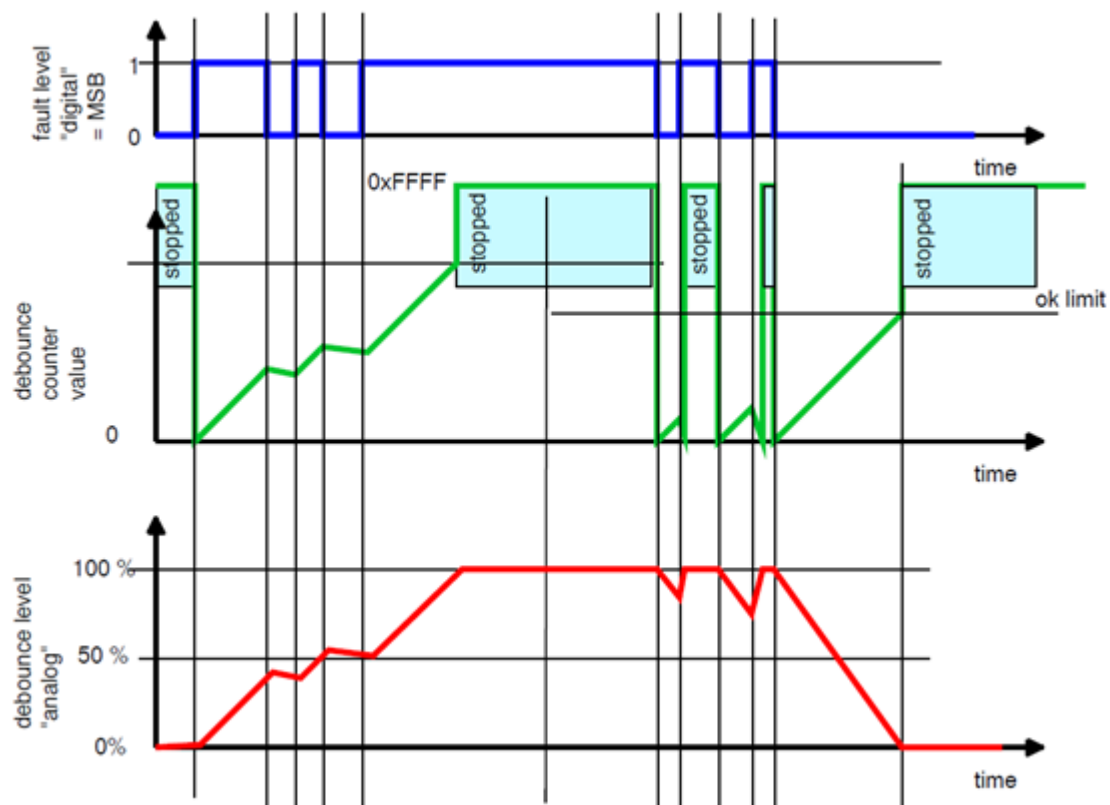 fault level
"digital"
= MSB
1
0
time
0xFFFF
stopped
stopped
stopped
stopped
ok limit
debounce
counter
value
0
time
debounce level
"analog"
100 %
50 %
0%
time